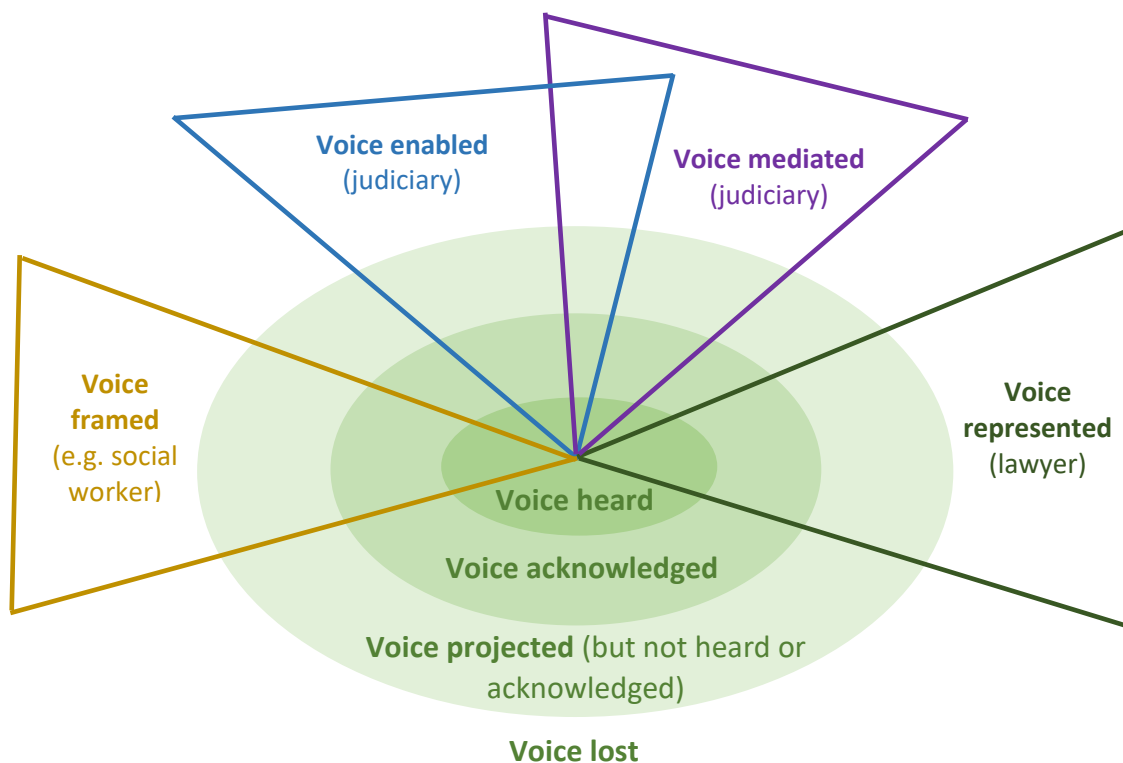 Voice enabled
(judiciary)
Voice mediated
(judiciary)
Voice
framed
(e.g. social
worker)
Voice
represented
(lawyer)
Voice heard
Voice acknowledged
Voice projected (but not heard or
acknowledged)
Voice lost